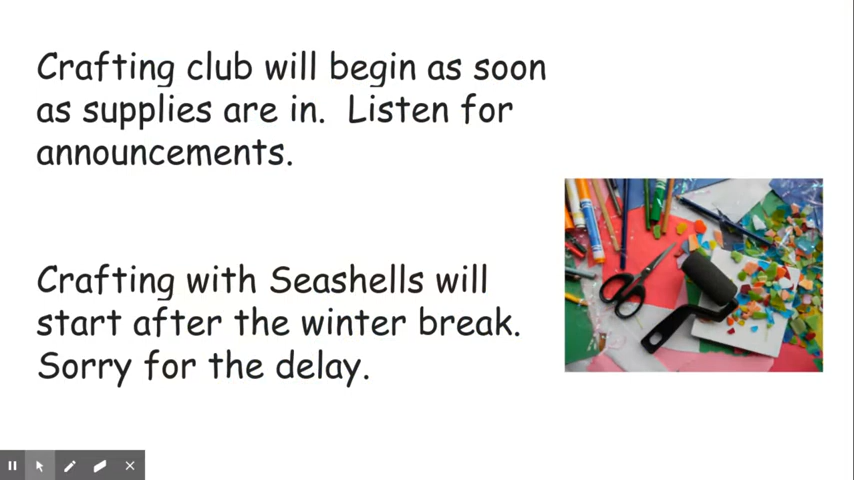 Crafting club will begin as soon
as supplies are in.  Listen for
announcements.
Crafting with Seashells will
start after the winter break.
Sorry for the delay.